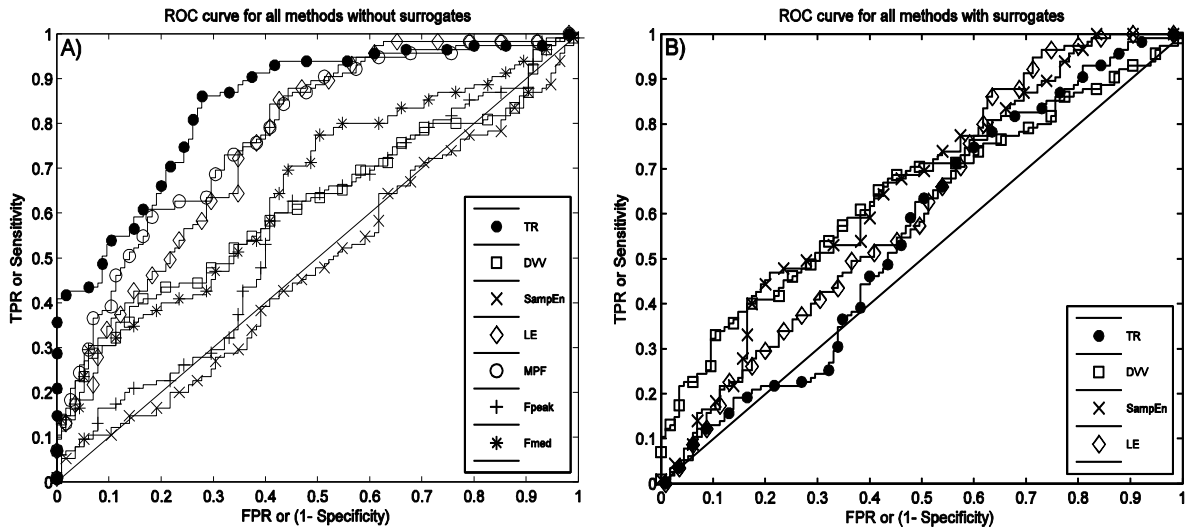 ROC curve for all methods without surrogates
A)
TPR or Sensitivity
1
0.9
0.8
0.7
0.6
0.5
0.4
0.3
0.2
0.1
0
0 0.1 0.2 0.3 0.4 0.5 0.6 0.7 0.8 0.9 1
FPR or (1- Specificity)
TR
DVV
SampEn
LE
MPF
Fpeak
Fmed
ROC curve for all methods with surrogates
B)
TPR or Sensitivity
1
0.9
0.8
0.7
0.6
0.5
0.4
0.3
0.2
0.1
0
0.1 0.2 0.3 0.4 0.5 0.6 0.7 0.8 0.9 1
FPR or (1- Specificity)
TR
DVV
SampEn
LE